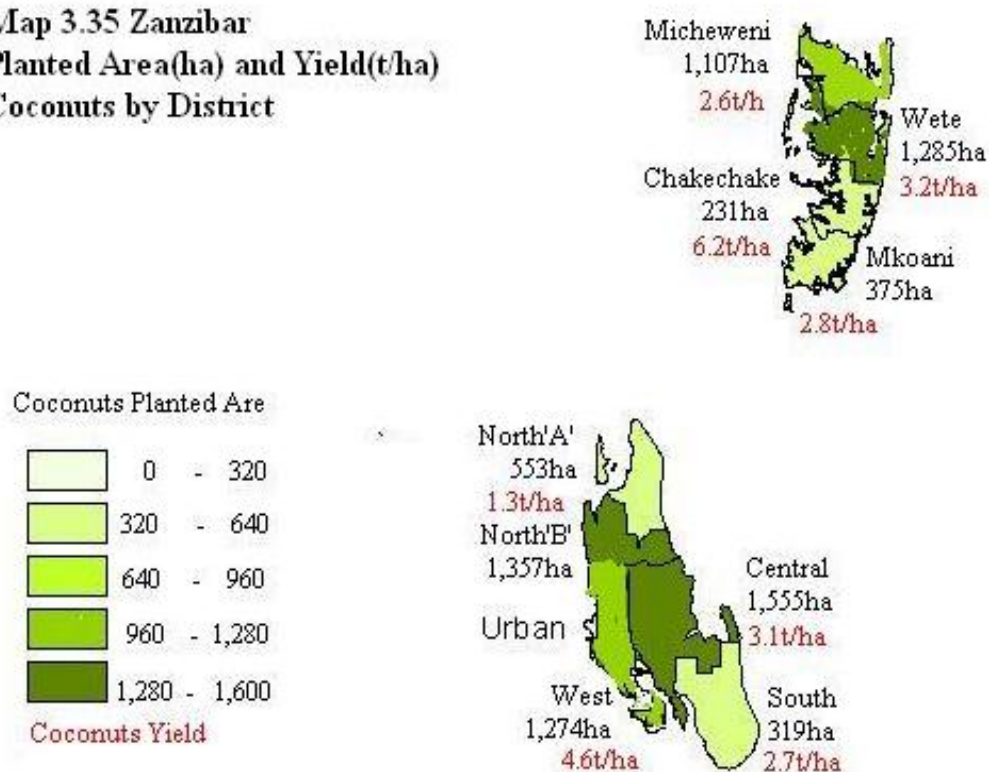 Map 3.35 Zanzibar
Planted Area(ha) and Yield(t/ha)
Coconuts by District
Micheweni
1,107ha
2.6t/h
Wete
1,285ha
3.2t/ha
Chakechake
231ha
6.2t/ha
Mkoani
375ha
2.8t/ha
Coconuts Planted Are
0 - 320
320 - 640
640 - 960
960 - 1,280
1,280 - 1,600
Coconuts Yield
North'A'
553ha
1.3t/ha
North'B'
1,357ha
Urban
Central
1,555ha
3.1t/ha
West
1,274ha
4.6t/ha
South
319ha
2.7t/ha